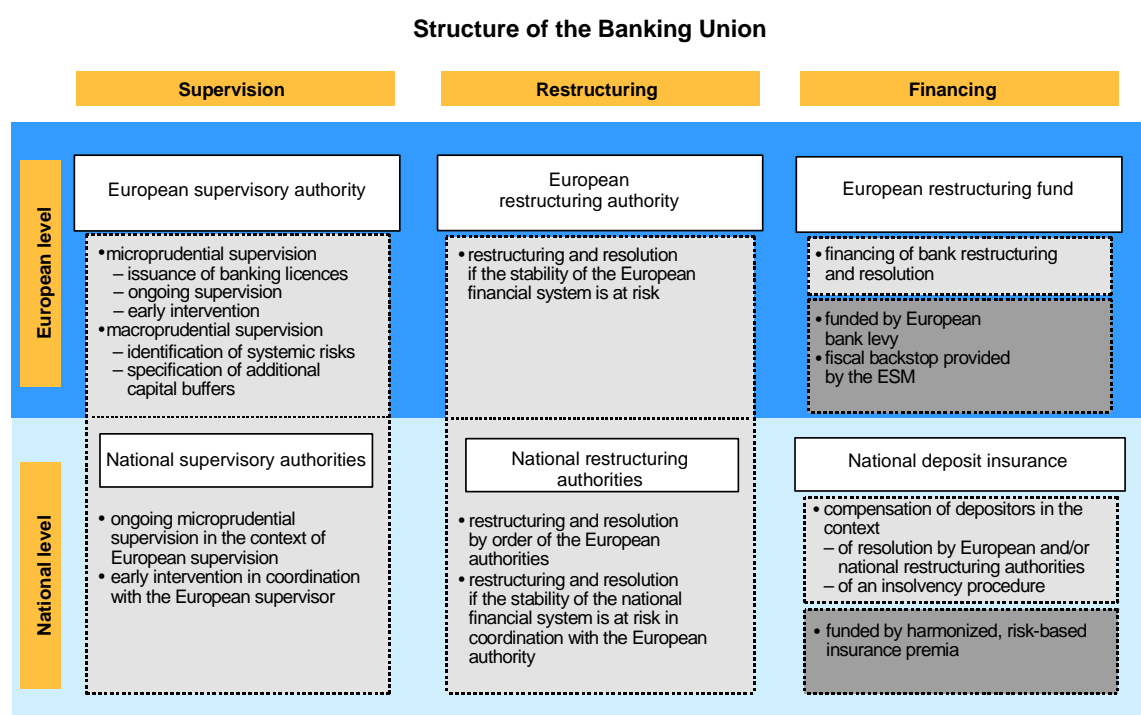 Structure of the Banking Union
Supervision
Restructuring
Financing
European level
European supervisory authority
• microprudential supervision
– issuance of banking licences
– ongoing supervision
– early intervention
• macroprudential supervision
– identification of systemic risks
– specification of additional
capital buffers
European
restructuring authority
• restructuring and resolution
if the stability of the European
financial system is at risk
European restructuring fund
• financing of bank restructuring
and resolution
• funded by European
bank levy
• fiscal backstop provided
by the ESM
National level
National supervisory authorities
• ongoing microprudential
supervision in the context of
European supervision
• early intervention in coordination
with the European supervisor
National restructuring
authorities
• restructuring and resolution
by order of the European
authorities
• restructuring and resolution
if the stability of the national
financial system is at risk in
coordination with the European
authority
National deposit insurance
• compensation of depositors in the
context
– of resolution by European and/or
national restructuring authorities
– of an insolvency procedure
• funded by harmonized, risk-based
insurance premia